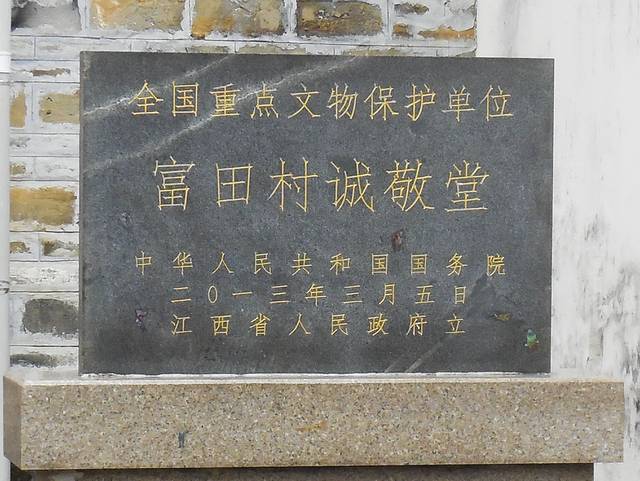 全国重点文物保护单位
富田村诚敬堂
中华人民共和国国务院
二〇一三年三月五日
江西省人民政府立